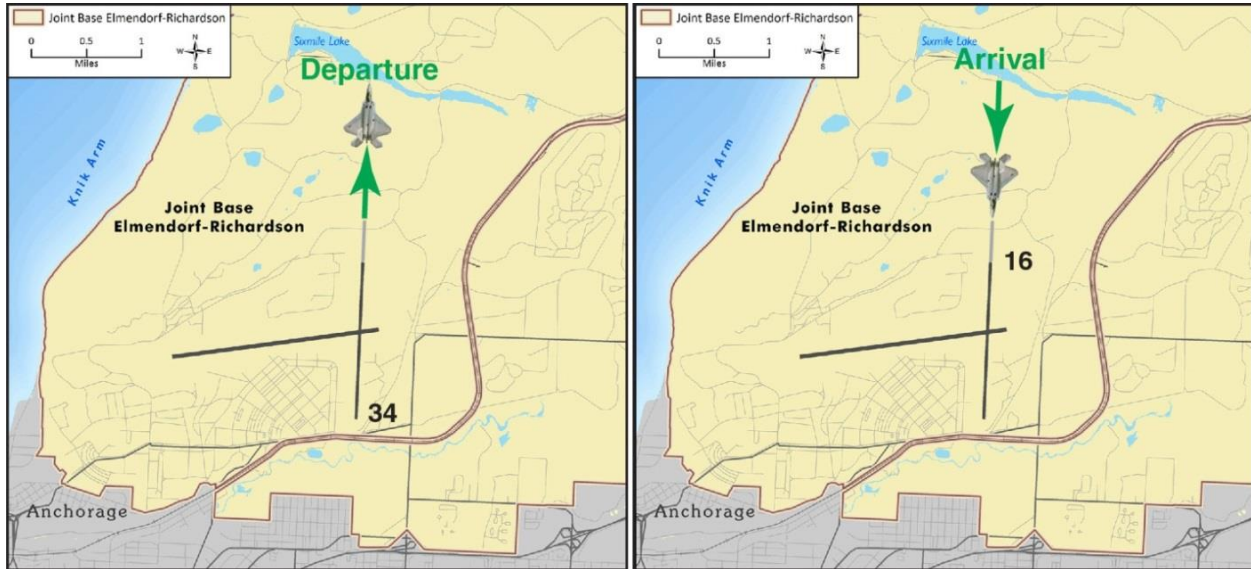 Joint Base Elmendorf-Richardson
0 0.5 1
Miles
N
W E
S
Sixmile Lake
Departure
Knik Arm
Joint Base
Elmendorf-Richardson
34
Anchorage
Joint Base Elmendorf-Richardson
0 0.5 1
Miles
N
W E
S
Sixmile Lake
Arrival
Knik Arm
Joint Base
Elmendorf-Richardson
16
Anchorage